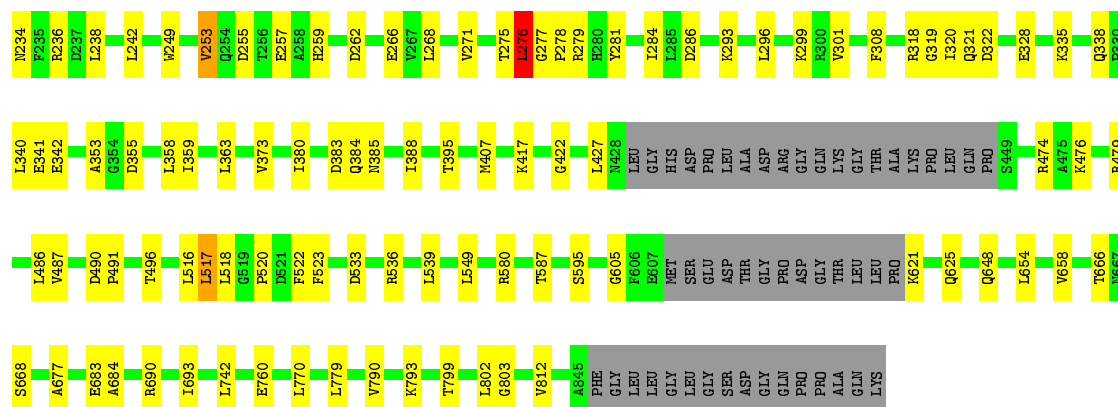 N234 F235 R236 D237 L238 L242 W249 V253 Q254 D255 T256 E257 A258 H259 D262 E266 V267 L268 V271 T275 L276 G277 P278 R279 H280 Y281 I284 L285 D286 K293 L296 K299 R300 V301 F308 R318 G319 I320 Q321 D322 E328 K335 Q338
L340 E341 E342 A353 G354 D355 L358 I359 L363 V373 I380 D383 Q384 N385 I388 T395 M407 K417 G422 L427 N428 LEU GLY HIS ASP PRO LEU ALA ASP ARG GLY GLN LYS GLY THR ALA LYS PRO LEU GLN PRO S449 R474 A475 K476
L486 V487 D490 P491 T496 L516 L517 L518 G519 P520 D521 F522 F523 D533 R536 L539 L549 R580 T587 S595 G605 F606 E607 MET SER GLU ASP THR GLY PRO ASP GLY THR LEU LEU PRO K621 Q625 Q648 L654 V658 T666 N667
S668 A677 E683 A684 R690 I693 L742 E760 L770 L779 V790 K793 T799 L802 G803 V812 A845 PHE GLY LEU LEU GLY LEU GLY SER ASP GLY GLN PRO PRO ALA GLN LYS